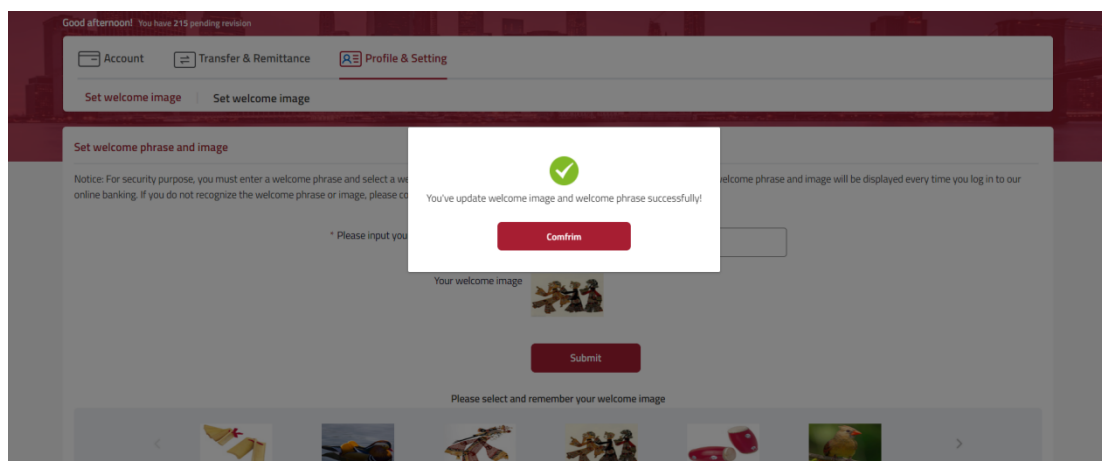 Good afternoon! You have 215 pending revision
Account Transfer & Remittance Profile & Setting
Set welcome image Set welcome image
Set welcome phrase and image
Notice: For security purpose, you must enter a welcome phrase and select a we elcome phrase and image will be displayed every time you log in to our
online banking. If you do not recognize the welcome phrase or image, please co
You've update welcome image and welcome phrase successfully!
* Please input you
Comfrim
Your welcome image
Submit
Please select and remember your welcome image